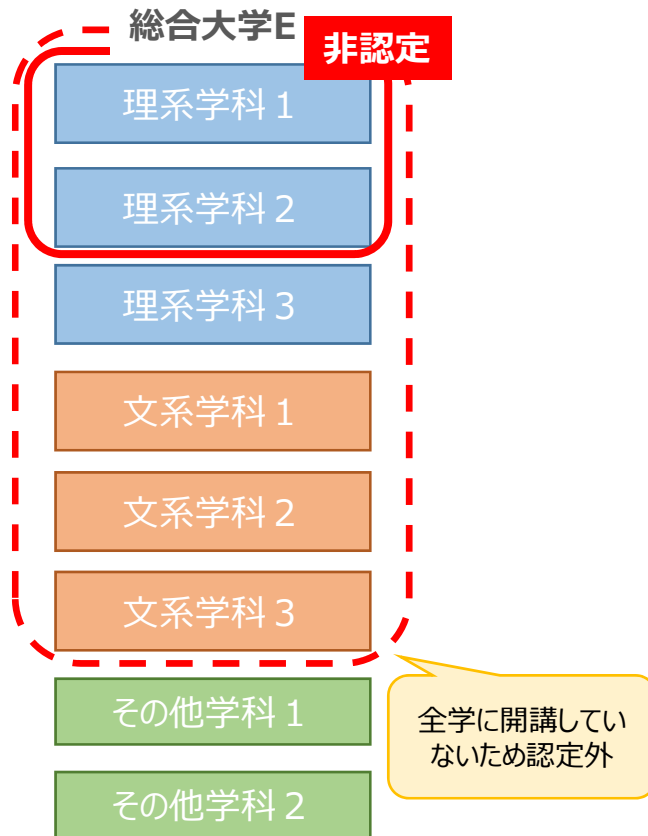 総合大学E
非認定
理系学科１
理系学科２
理系学科３
文系学科１
文系学科２
文系学科３
その他学科１
全学に開講してい
ないため認定外
その他学科２